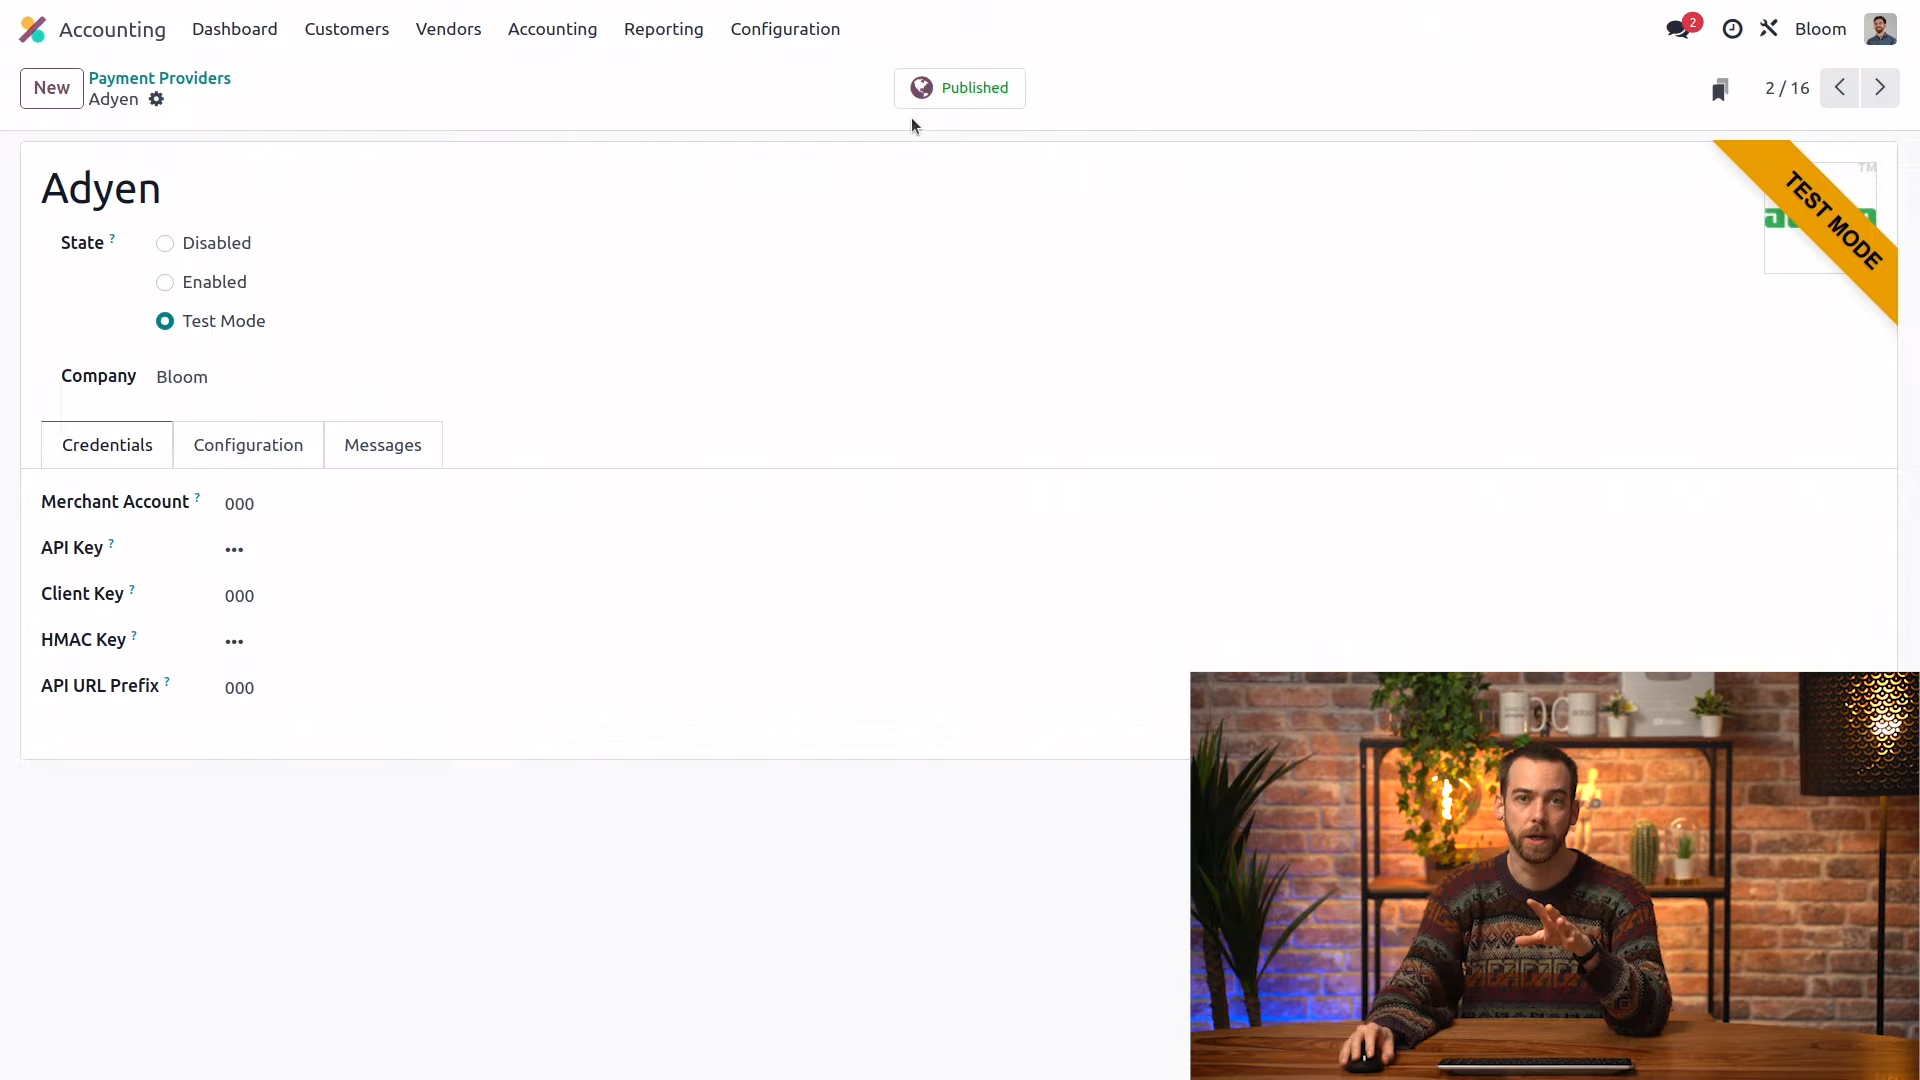 Accounting Dashboard Customers Vendors Accounting Reporting Configuration 2 Bloom
New Payment Providers Published 2 / 16
Adyen
TM
Adyen
TEST MODE
State ? Disabled
Enabled
Test Mode
Company Bloom
Credentials Configuration Messages
Merchant Account ? 000
API Key ? •••
Client Key ? 000
HMAC Key ? •••
API URL Prefix ? 000